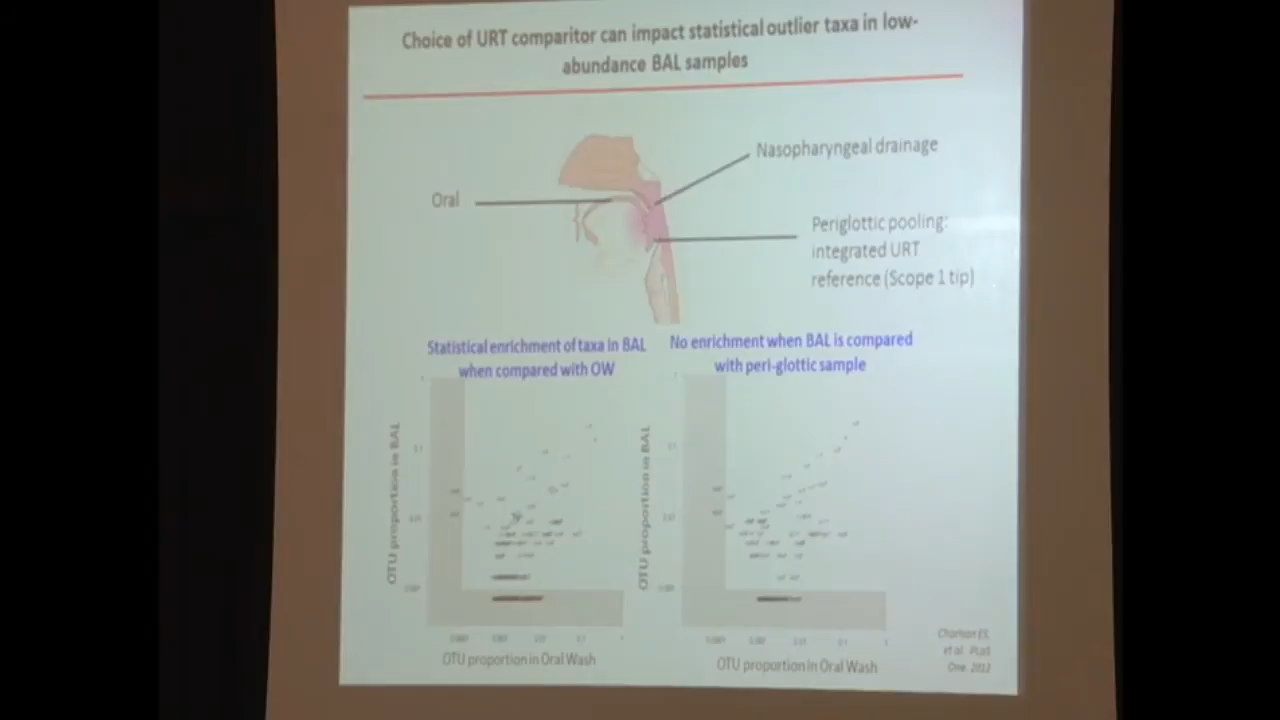 Choice of URT comparitor can impact statistical outlier taxa in low-
abundance BAL samples
Nasopharyngeal drainage
Oral
Periglottic pooling:
integrated URT
reference (Scope 1 tip)
Statistical enrichment of taxa in BAL
when compared with OW
No enrichment when BAL is compared
with peri-glottic sample
OTU proportion in BAL
OTU proportion in BAL
OTU proportion in Oral Wash
OTU proportion in Oral Wash
et al.
One. 2012